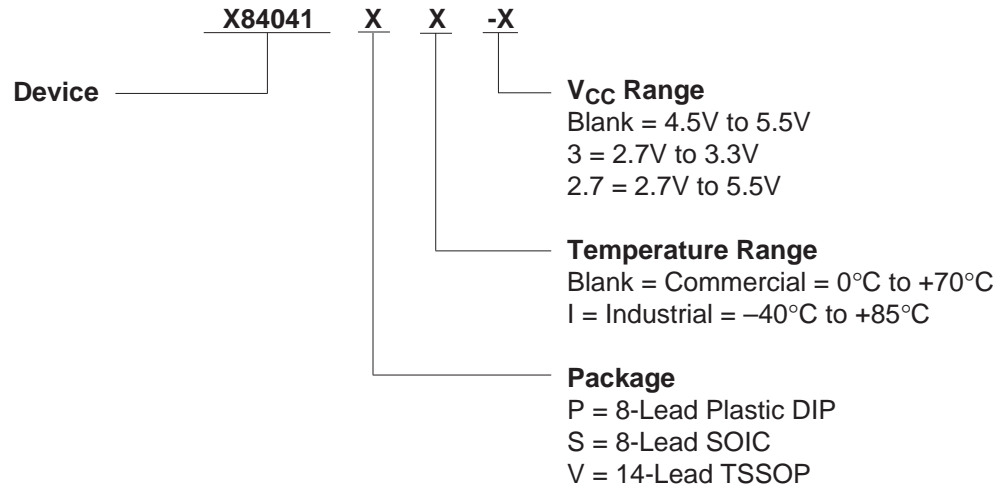 X84041 X X -X
Device
V_CC Range
Blank = 4.5V to 5.5V
3 = 2.7V to 3.3V
2.7 = 2.7V to 5.5V
Temperature Range
Blank = Commercial = 0°C to +70°C
I = Industrial = –40°C to +85°C
Package
P = 8-Lead Plastic DIP
S = 8-Lead SOIC
V = 14-Lead TSSOP